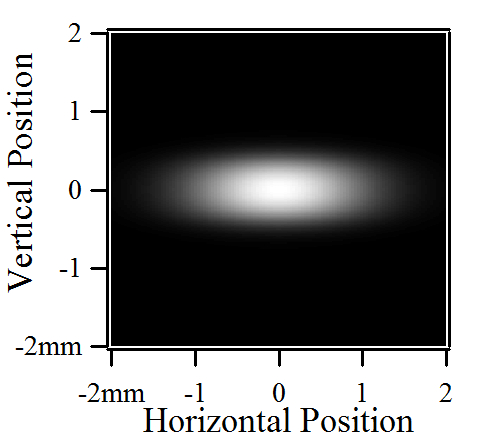 Vertical Position
2
1
0
-1
-2mm
-2mm -1 0 1 2
Horizontal Position